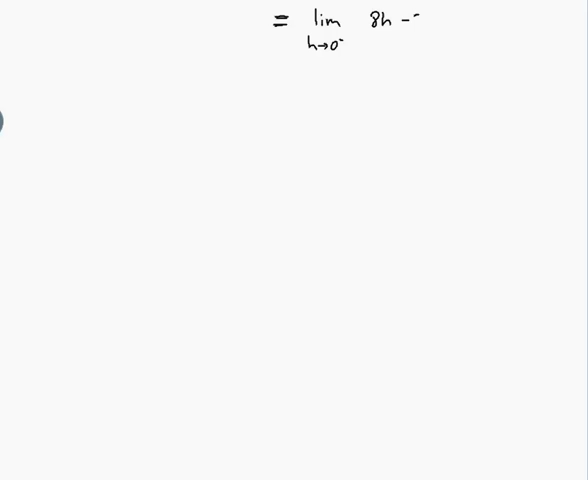 = lim 8h -
h→0⁻